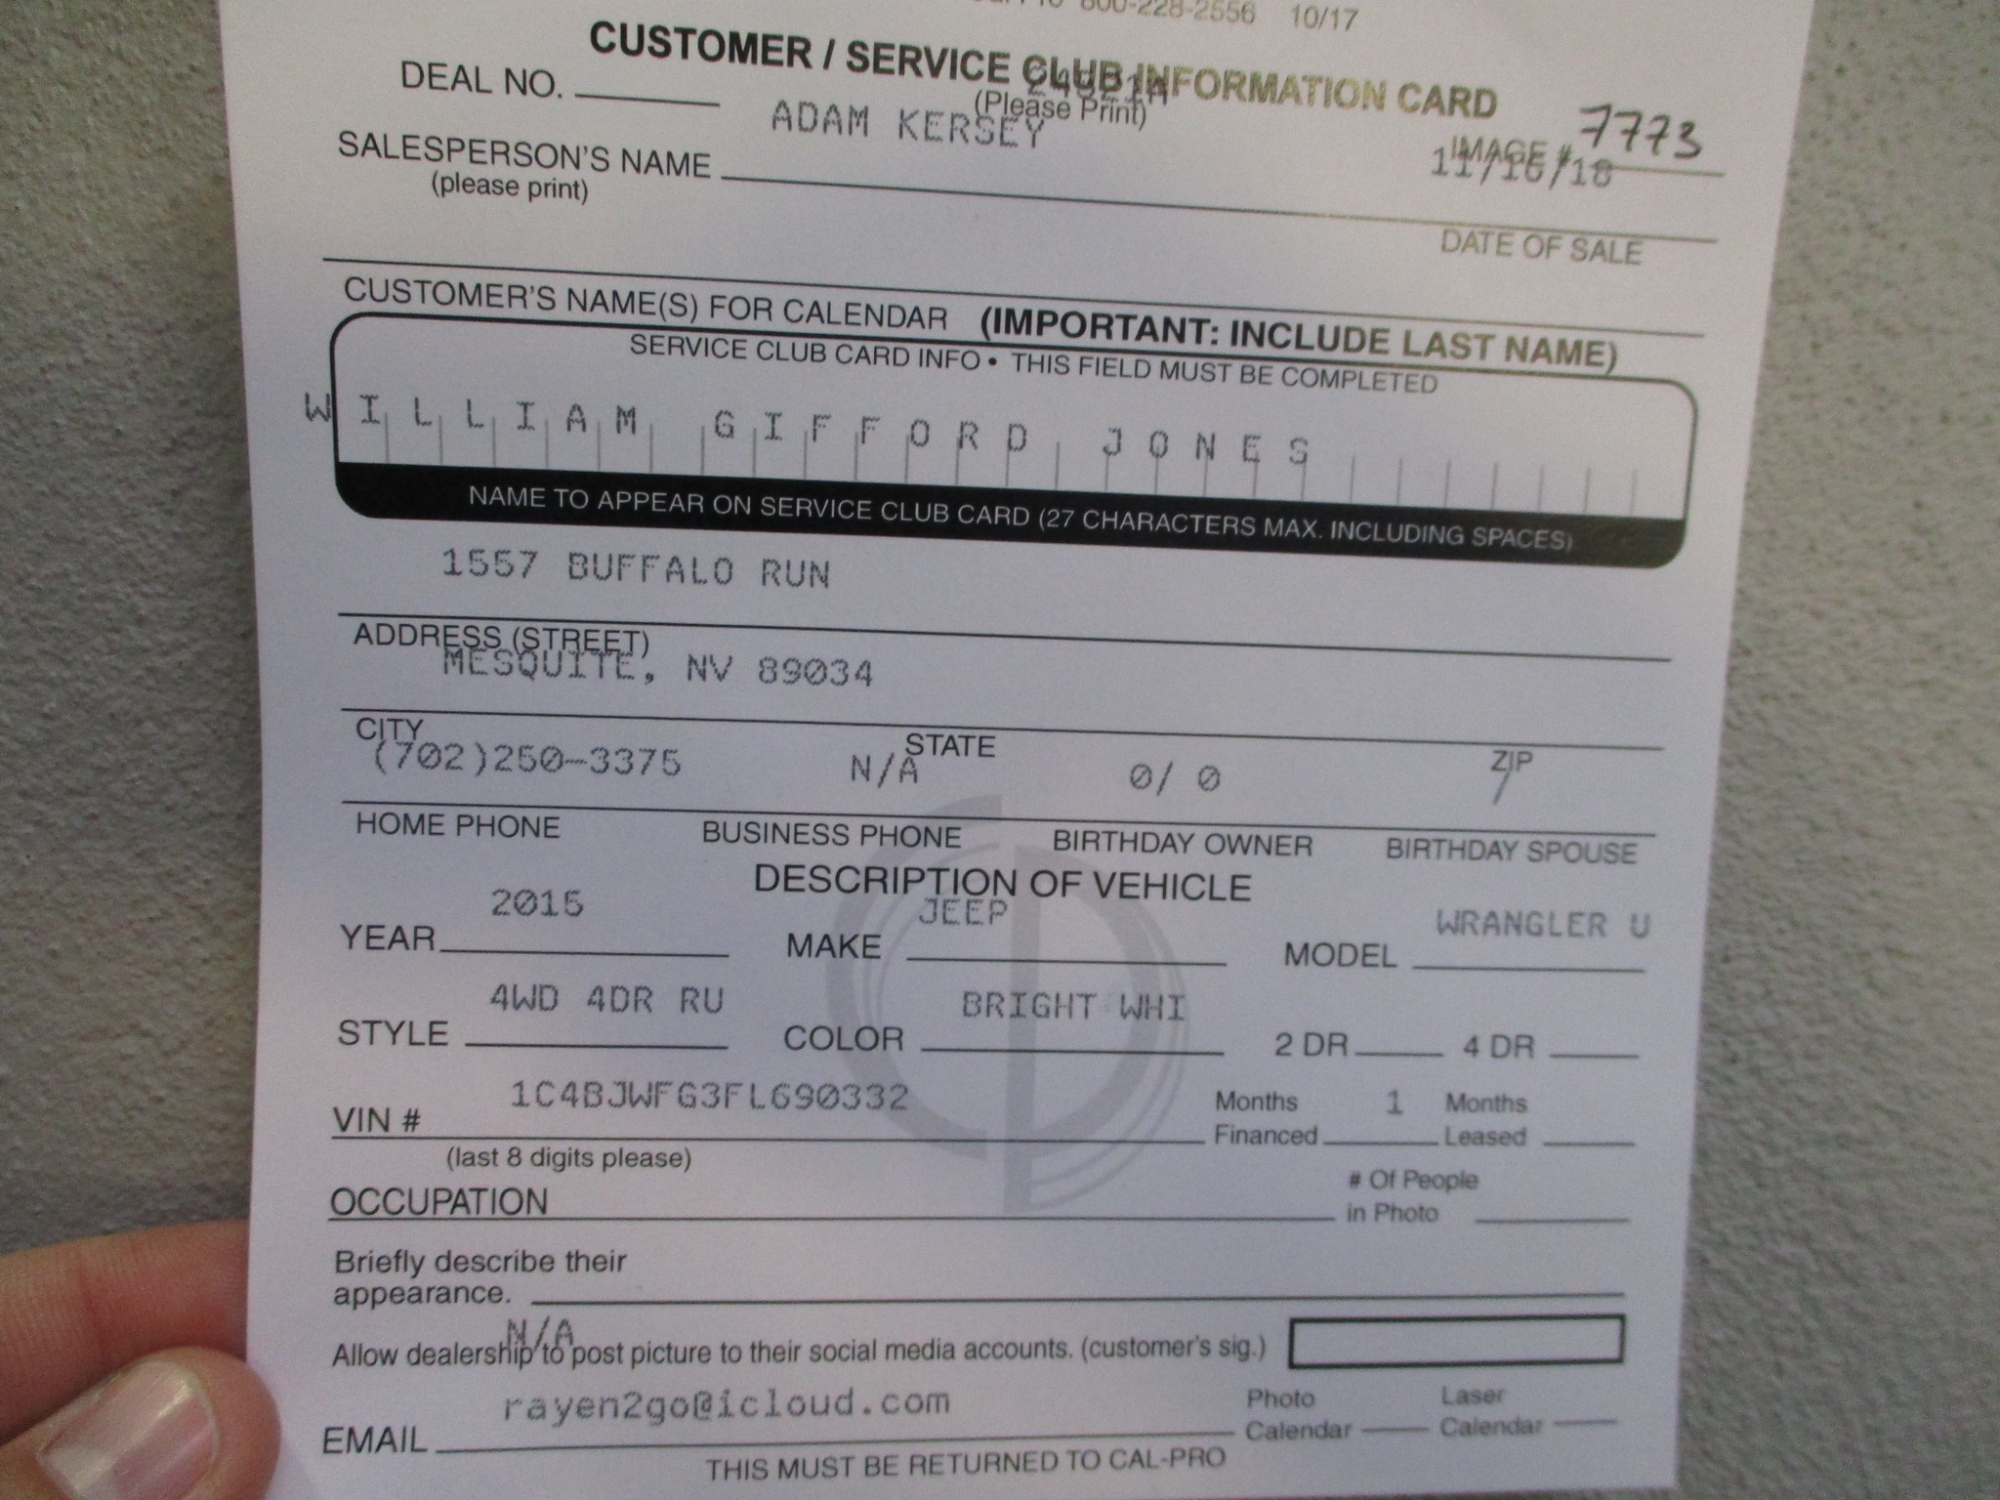 800-228-2556 10/17
CUSTOMER / SERVICE CLUB INFORMATION CARD
(Please Print)
DEAL NO.
ADAM KERSEY
IMAGE # 7773
11/16/18
SALESPERSON'S NAME
(please print)
DATE OF SALE
CUSTOMER'S NAME(S) FOR CALENDAR (IMPORTANT: INCLUDE LAST NAME)
SERVICE CLUB CARD INFO • THIS FIELD MUST BE COMPLETED
WILLIAM GIFFORD JONES
NAME TO APPEAR ON SERVICE CLUB CARD (27 CHARACTERS MAX. INCLUDING SPACES)
1557 BUFFALO RUN
ADDRESS (STREET)
MESQUITE, NV 89034
CITY STATE ZIP
(702)250-3375 N/A 0/ 0 /
HOME PHONE BUSINESS PHONE BIRTHDAY OWNER BIRTHDAY SPOUSE
DESCRIPTION OF VEHICLE
2015 JEEP WRANGLER U
YEAR MAKE MODEL
4WD 4DR RU BRIGHT WHI
STYLE COLOR 2 DR 4 DR
1C4BJWFG3FL690332
VIN # Months Financed 1 Months Leased
(last 8 digits please)
OCCUPATION # Of People in Photo
Briefly describe their
appearance.
N/A
Allow dealership to post picture to their social media accounts. (customer's sig.)
rayen2go@icloud.com
EMAIL Photo Calendar Laser Calendar
THIS MUST BE RETURNED TO CAL-PRO